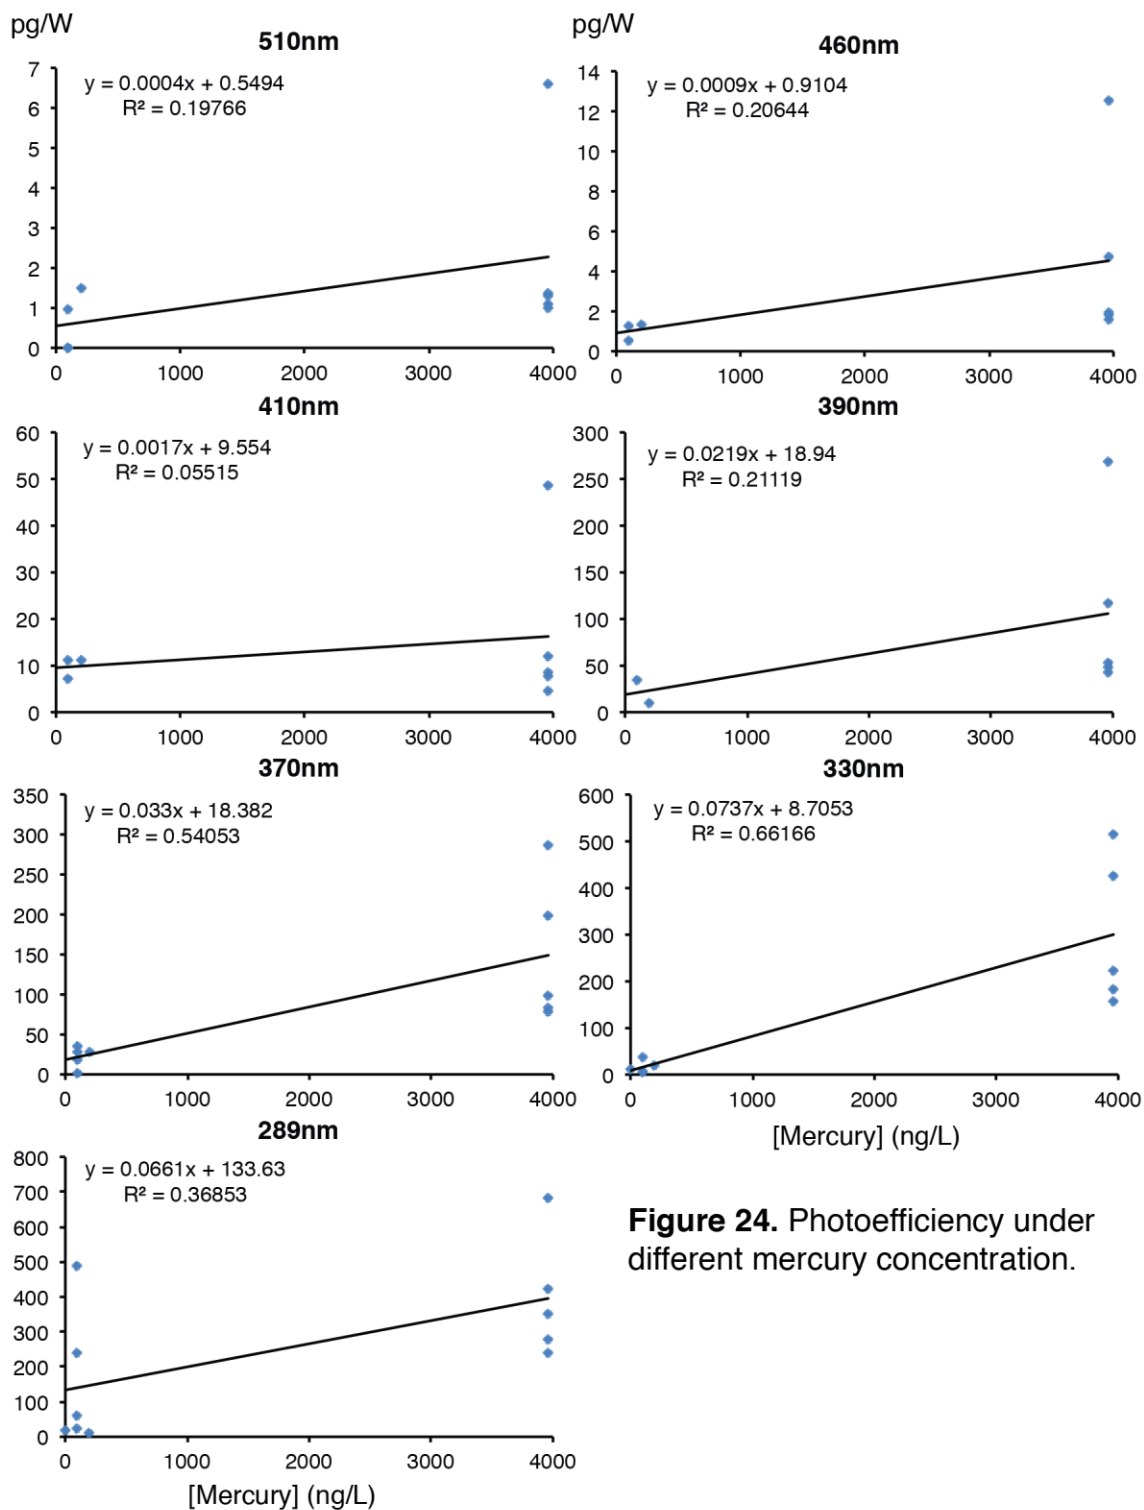 pg/W
510nm
y = 0.0004x + 0.5494
R² = 0.19766
7
6
5
4
3
2
1
0
0 1000 2000 3000 4000
pg/W
460nm
y = 0.0009x + 0.9104
R² = 0.20644
14
12
10
8
6
4
2
0
0 1000 2000 3000 4000
410nm
y = 0.0017x + 9.554
R² = 0.05515
60
50
40
30
20
10
0
0 1000 2000 3000 4000
390nm
y = 0.0219x + 18.94
R² = 0.21119
300
250
200
150
100
50
0
0 1000 2000 3000 4000
370nm
y = 0.033x + 18.382
R² = 0.54053
350
300
250
200
150
100
50
0
0 1000 2000 3000 4000
330nm
y = 0.0737x + 8.7053
R² = 0.66166
600
500
400
300
200
100
0
0 1000 2000 3000 4000
[Mercury] (ng/L)
289nm
y = 0.0661x + 133.63
R² = 0.36853
800
700
600
500
400
300
200
100
0
0 1000 2000 3000 4000
[Mercury] (ng/L)
Figure 24. Photoefficiency under
different mercury concentration.